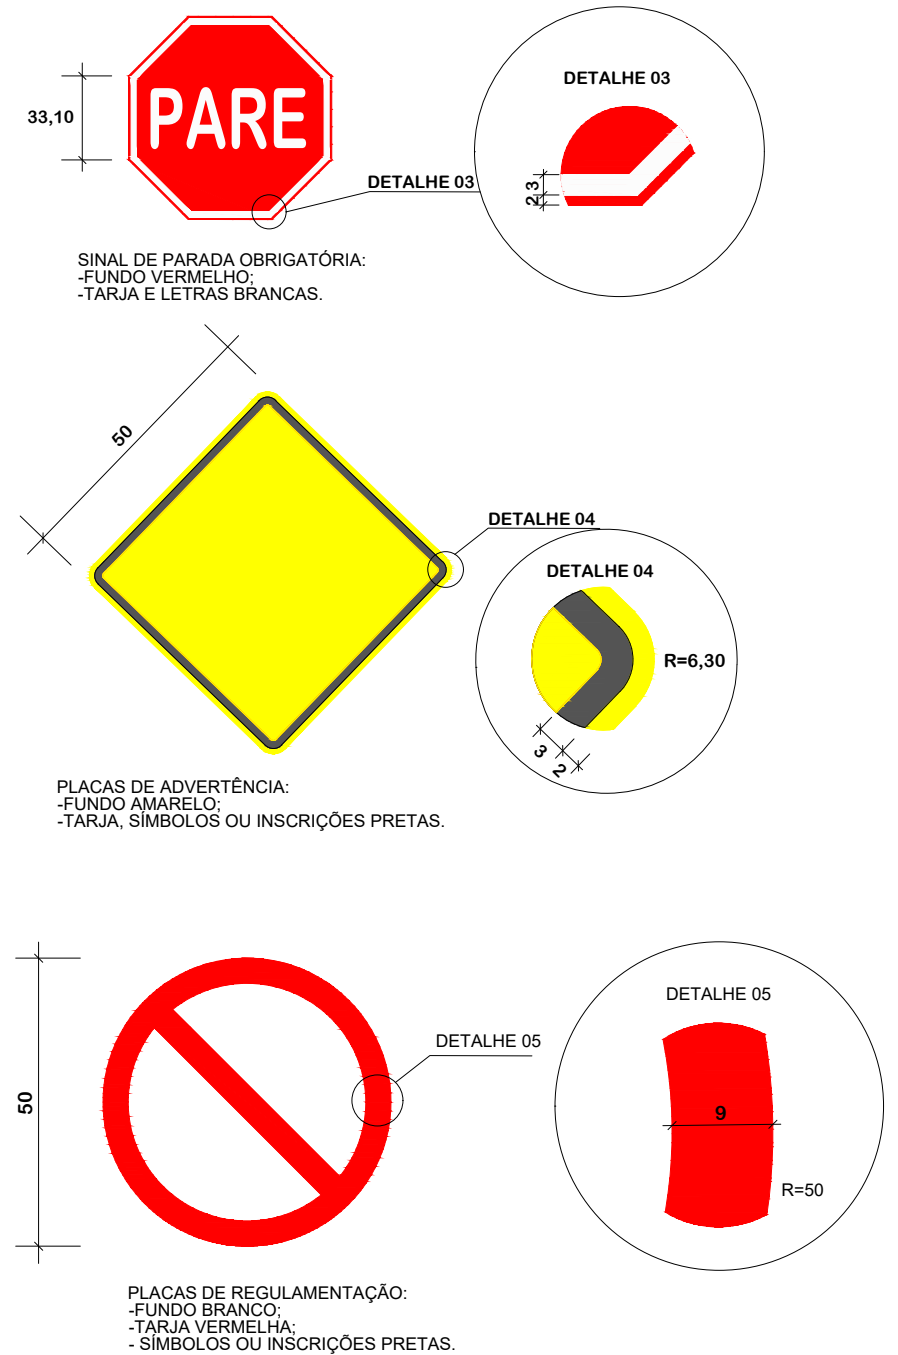 PARE
33,10
DETALHE 03
DETALHE 03
2 3
SINAL DE PARADA OBRIGATÓRIA:
-FUNDO VERMELHO;
-TARJA E LETRAS BRANCAS.
50
DETALHE 04
DETALHE 04
R=6,30
3
2
PLACAS DE ADVERTÊNCIA:
-FUNDO AMARELO;
-TARJA, SÍMBOLOS OU INSCRIÇÕES PRETAS.
50
DETALHE 05
DETALHE 05
9
R=50
PLACAS DE REGULAMENTAÇÃO:
-FUNDO BRANCO;
-TARJA VERMELHA;
- SÍMBOLOS OU INSCRIÇÕES PRETAS.